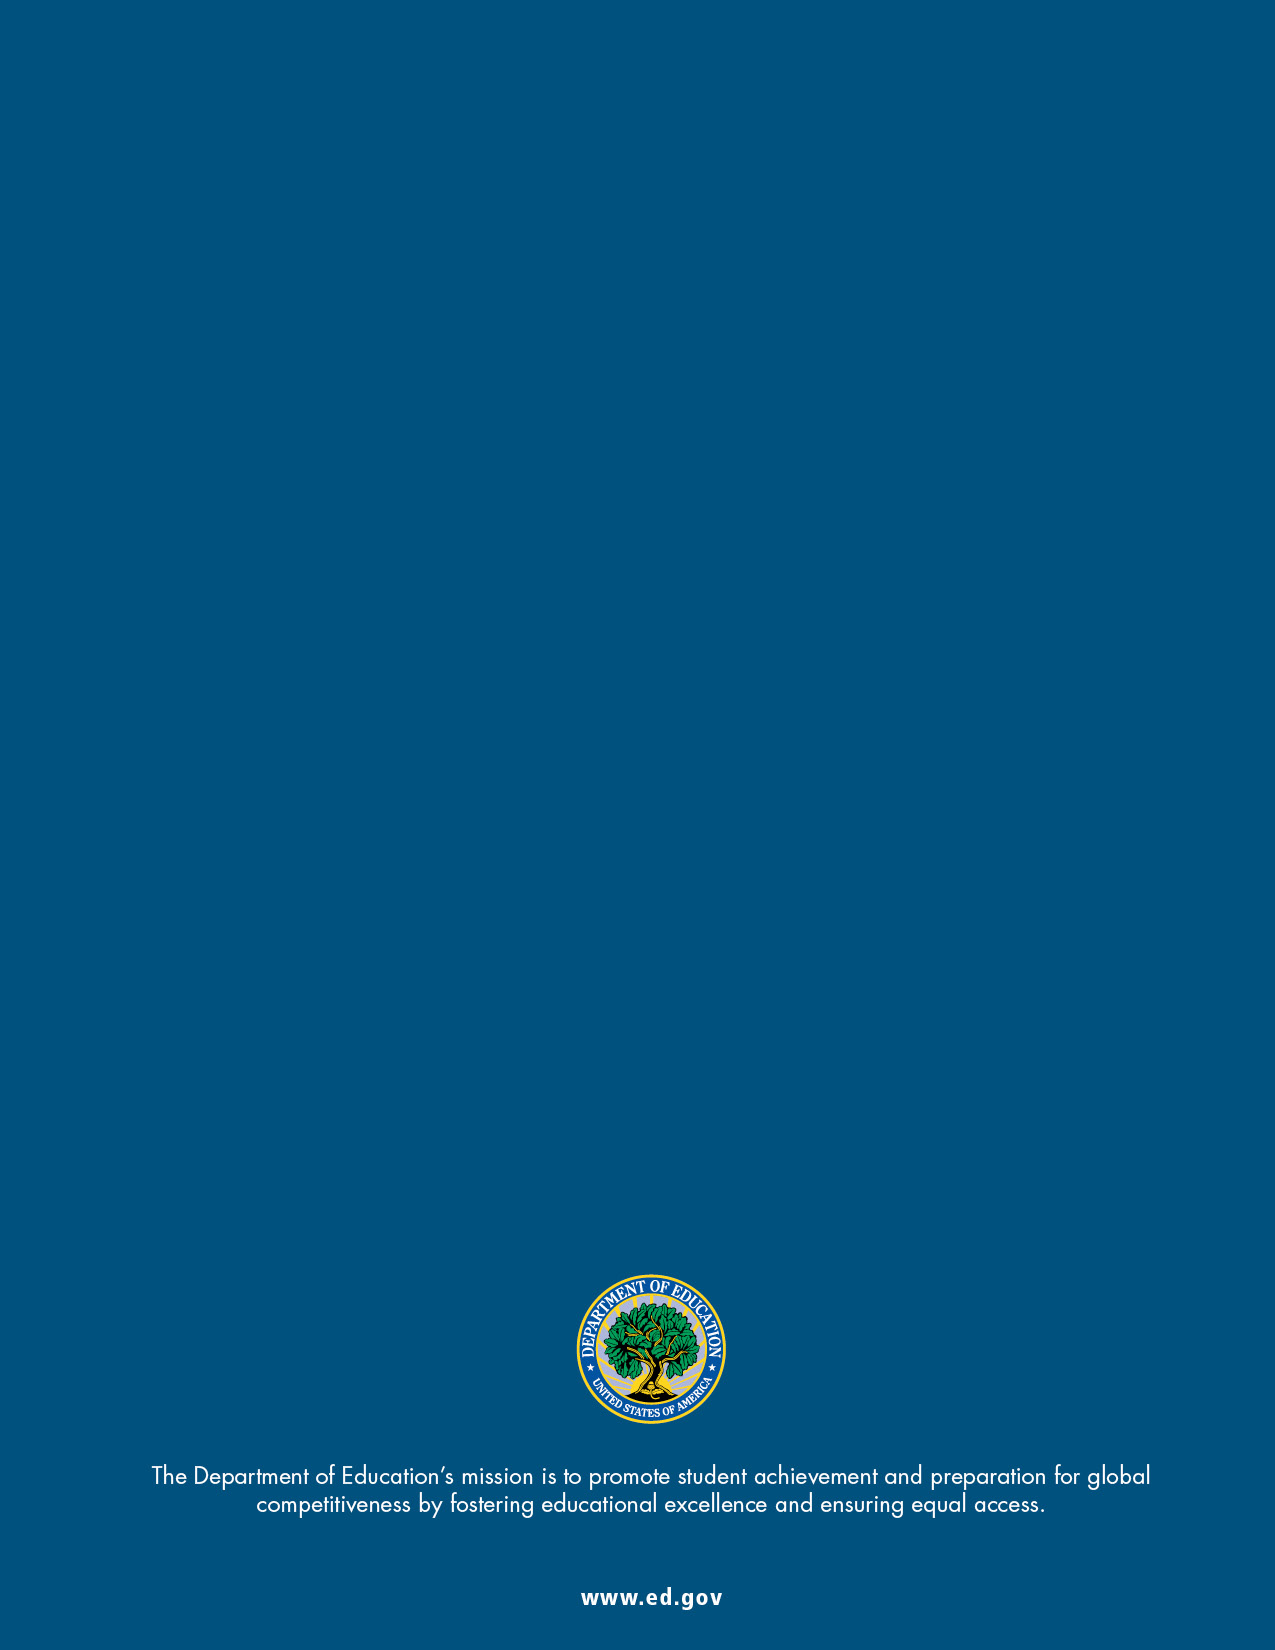 DEPARTMENT OF EDUCATION
★ UNITED STATES OF AMERICA ★
The Department of Education’s mission is to promote student achievement and preparation for global
competitiveness by fostering educational excellence and ensuring equal access.
www.ed.gov